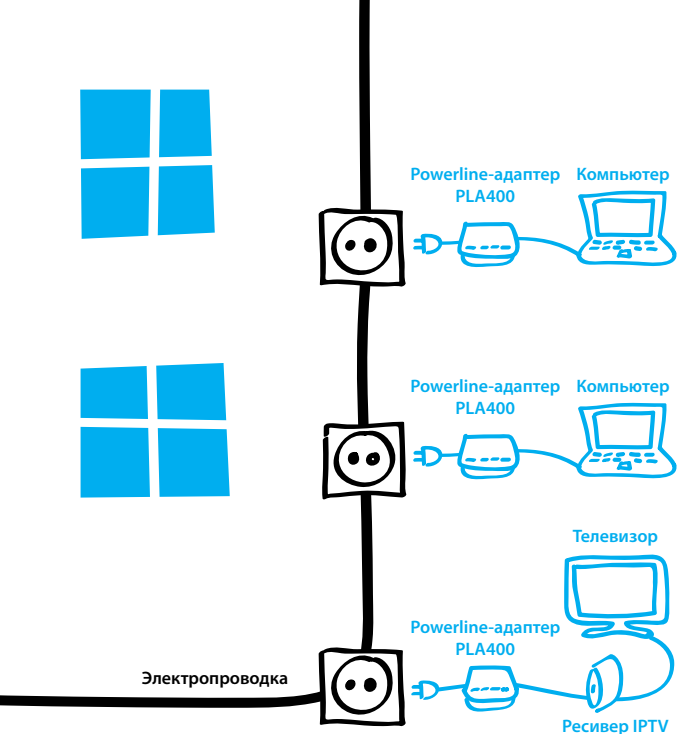 Powerline-адаптер
PLA400
Компьютер
Powerline-адаптер
PLA400
Компьютер
Телевизор
Powerline-адаптер
PLA400
Электропроводка
Ресивер IPTV